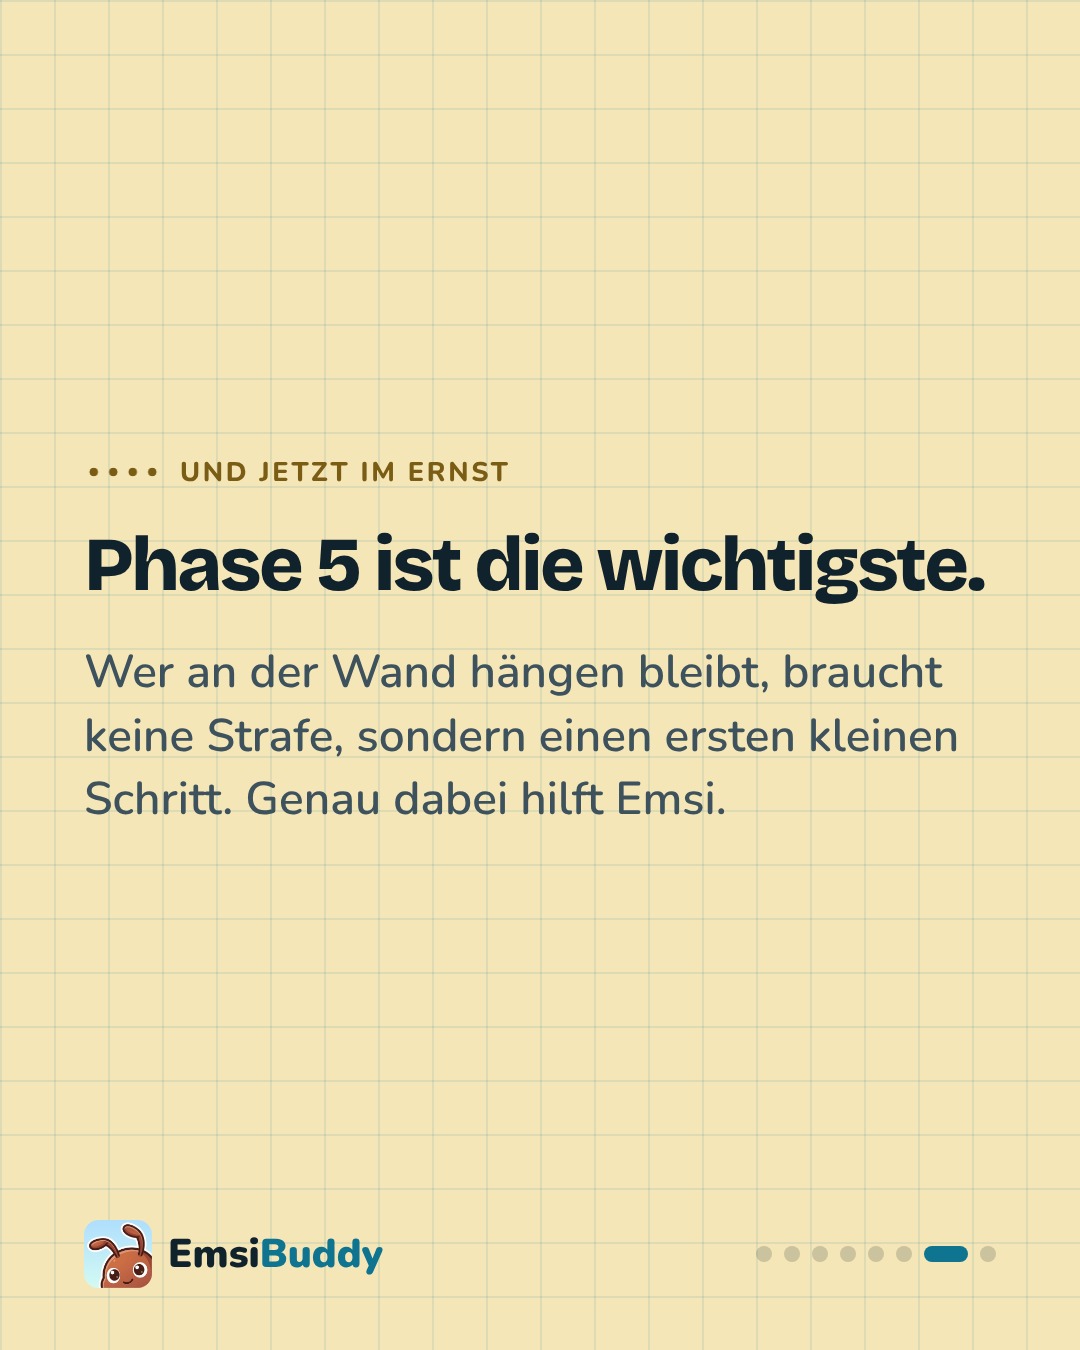 UND JETZT IM ERNST
Phase 5 ist die wichtigste.
Wer an der Wand hängen bleibt, braucht
keine Strafe, sondern einen ersten kleinen
Schritt. Genau dabei hilft Emsi.
EmsiBuddy